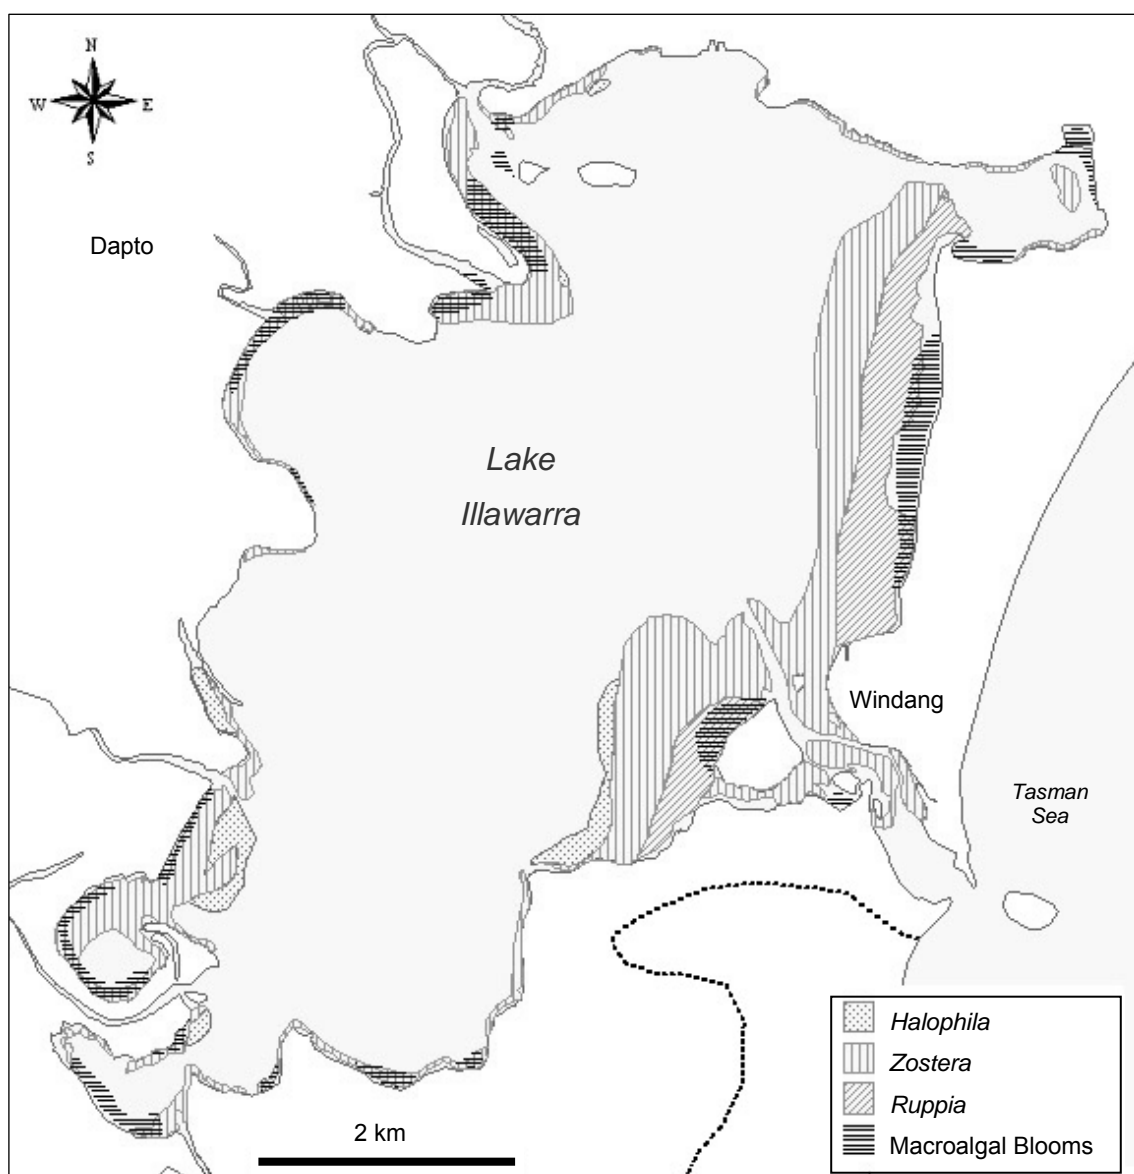 N
W E
S
Dapto
Lake
Illawarra
Windang
Tasman
Sea
Halophila
Zostera
Ruppia
Macroalgal Blooms
2 km